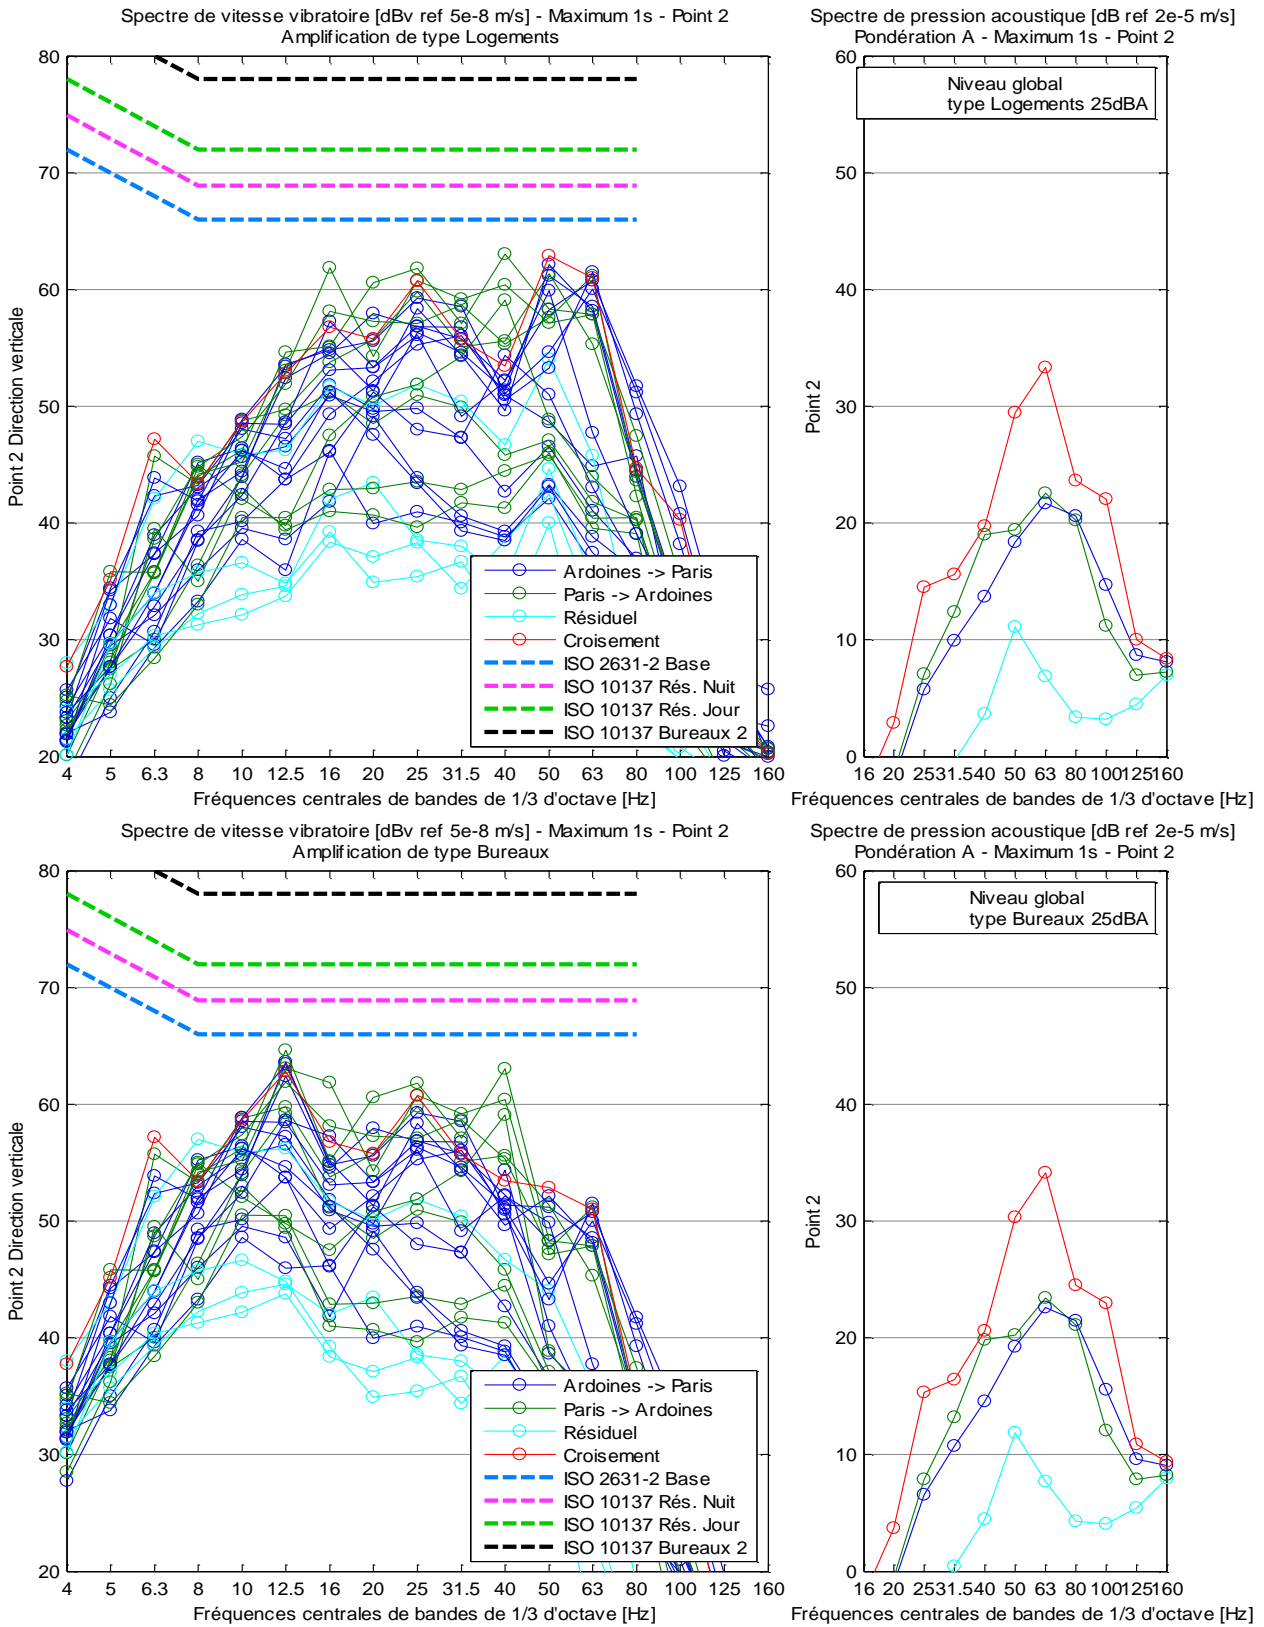 Spectre de vitesse vibratoire [dBv ref 5e-8 m/s] - Maximum 1s - Point 2
Amplification de type Logements
80
70
60
50
40
30
20
Point 2 Direction verticale
4 5 6.3 8 10 12.5 16 20 25 31.5 40 50 63 80 100 125 160
Fréquences centrales de bandes de 1/3 d'octave [Hz]
Ardoines -> Paris
Paris -> Ardoines
Résiduel
Croisement
ISO 2631-2 Base
ISO 10137 Rés. Nuit
ISO 10137 Rés. Jour
ISO 10137 Bureaux 2
Spectre de pression acoustique [dB ref 2e-5 m/s]
Pondération A - Maximum 1s - Point 2
60
50
40
30
20
10
0
Point 2
Niveau global
type Logements 25dBA
16 20 25 31.5 40 50 63 80 100 125 160
Fréquences centrales de bandes de 1/3 d'octave [Hz]
Spectre de vitesse vibratoire [dBv ref 5e-8 m/s] - Maximum 1s - Point 2
Amplification de type Bureaux
80
70
60
50
40
30
20
Point 2 Direction verticale
4 5 6.3 8 10 12.5 16 20 25 31.5 40 50 63 80 100 125 160
Fréquences centrales de bandes de 1/3 d'octave [Hz]
Ardoines -> Paris
Paris -> Ardoines
Résiduel
Croisement
ISO 2631-2 Base
ISO 10137 Rés. Nuit
ISO 10137 Rés. Jour
ISO 10137 Bureaux 2
Spectre de pression acoustique [dB ref 2e-5 m/s]
Pondération A - Maximum 1s - Point 2
60
50
40
30
20
10
0
Point 2
Niveau global
type Bureaux 25dBA
16 20 25 31.5 40 50 63 80 100 125 160
Fréquences centrales de bandes de 1/3 d'octave [Hz]